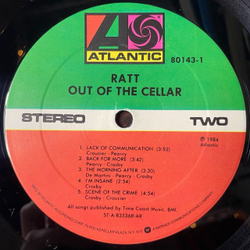 ATLANTIC
80143-1
RATT
OUT OF THE CELLAR
STEREO
TWO
℗ 1984
Atlantic
1. LACK OF COMMUNICATION (3:52)
Croucier - Pearcy
2. BACK FOR MORE (3:42)
Pearcy - Crosby
3. THE MORNING AFTER (3:30)
De Martini - Pearcy - Crosby
4. I'M INSANE (2:54)
Crosby
5. SCENE OF THE CRIME (4:54)
Crosby - Croucier
All songs published by Time Coast Music, BMI.